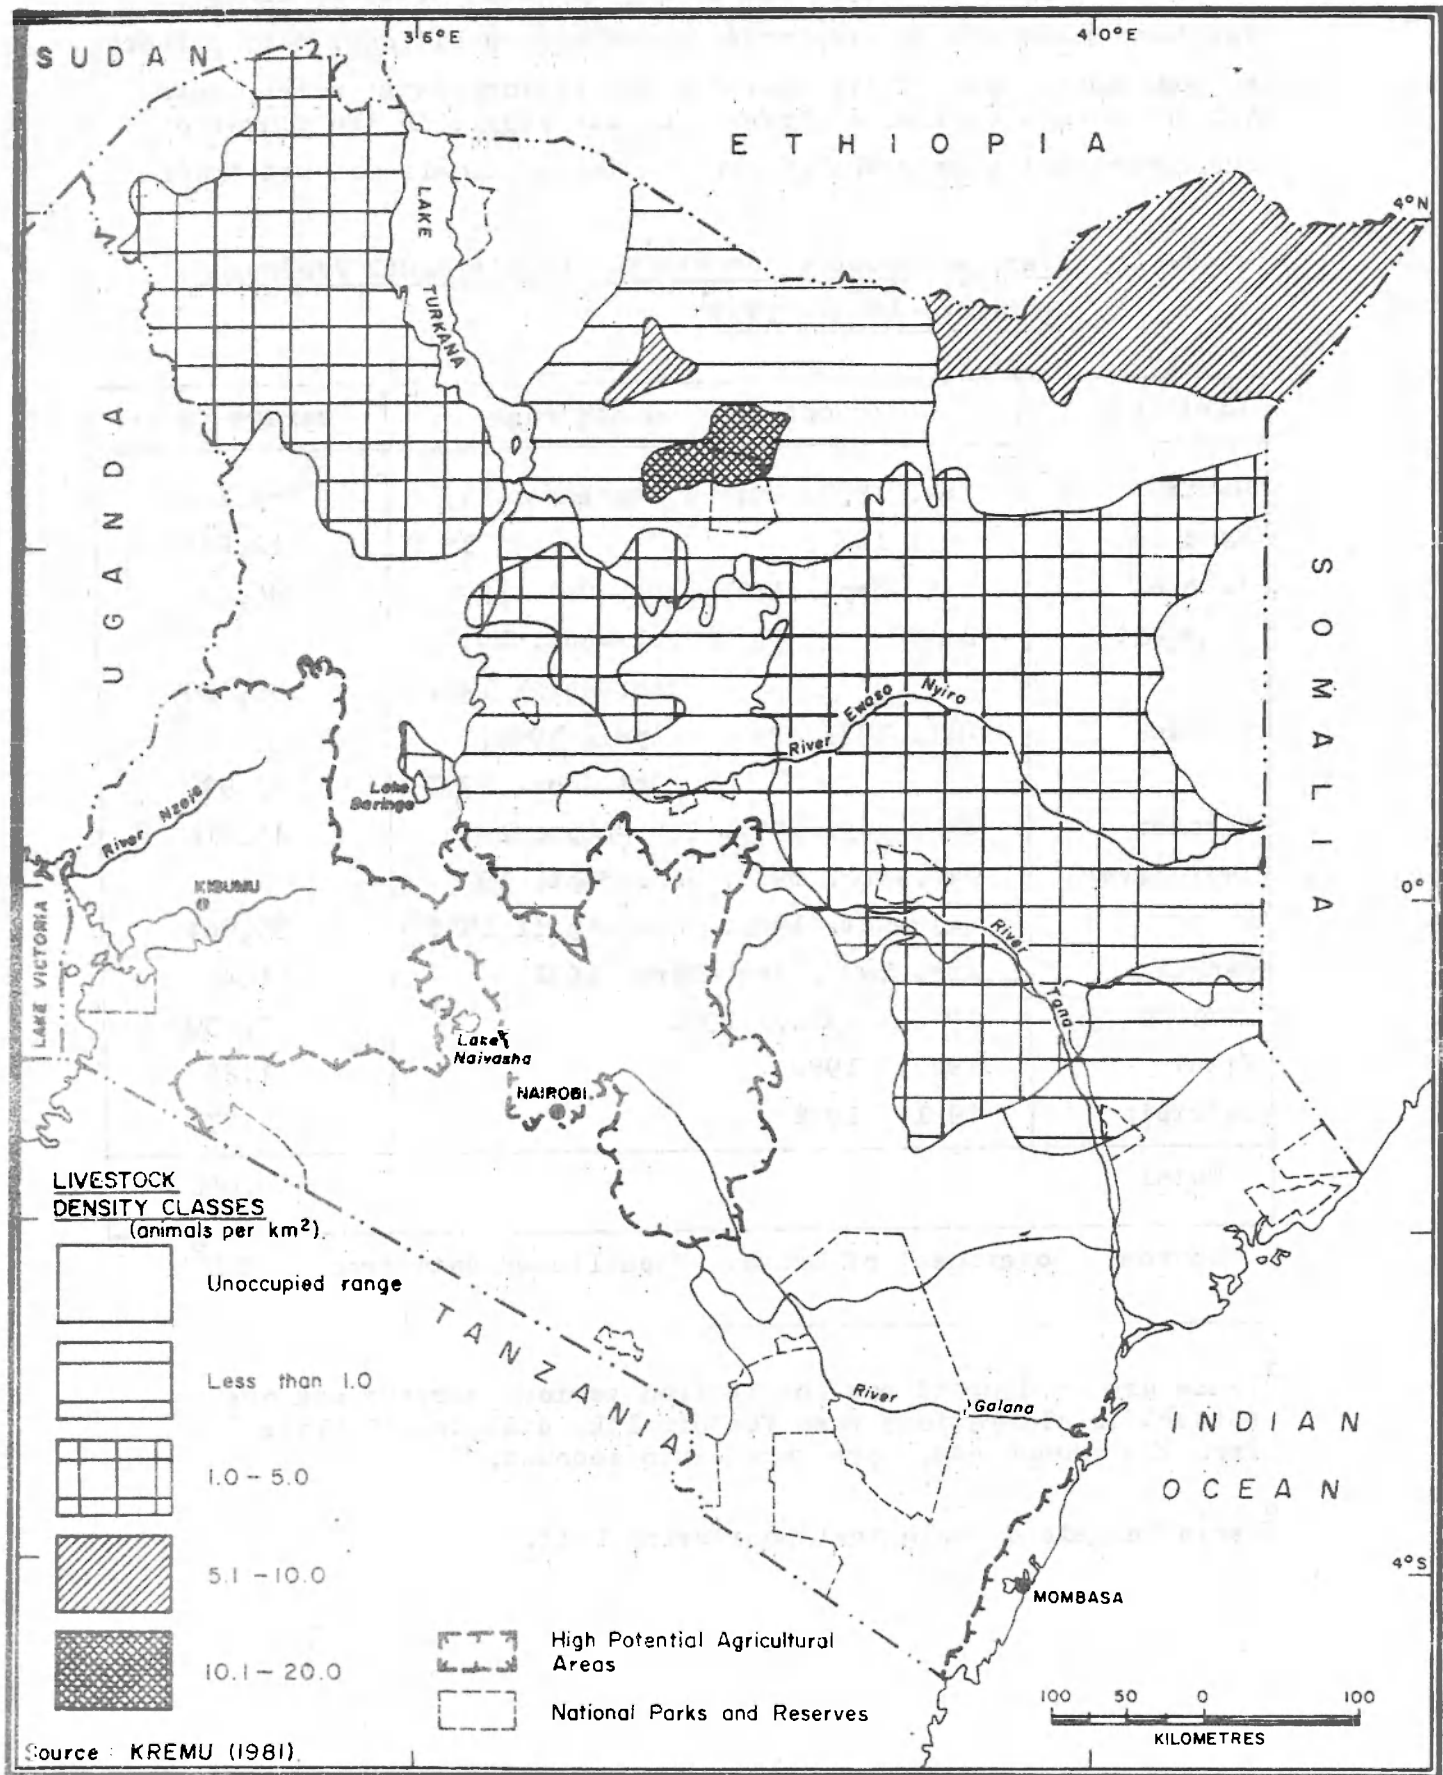 36°E
40°E
SUDAN
ETHIOPIA
4°N
LAKE
TURKANA
UGANDA
SOMALIA
River Ewaso Nyiro
Lake
Baringo
River Nzoia
KISUMU
0°
River Tana
LAKE VICTORIA
Lake
Naivasha
NAIROBI
LIVESTOCK
DENSITY CLASSES
(animals per km²)
Unoccupied range
Less than 1.0
1.0 – 5.0
5.1 – 10.0
10.1 – 20.0
TANZANIA
River Galana
INDIAN
OCEAN
4°S
MOMBASA
High Potential Agricultural
Areas
National Parks and Reserves
100 50 0 100
KILOMETRES
Source : KREMU (1981)